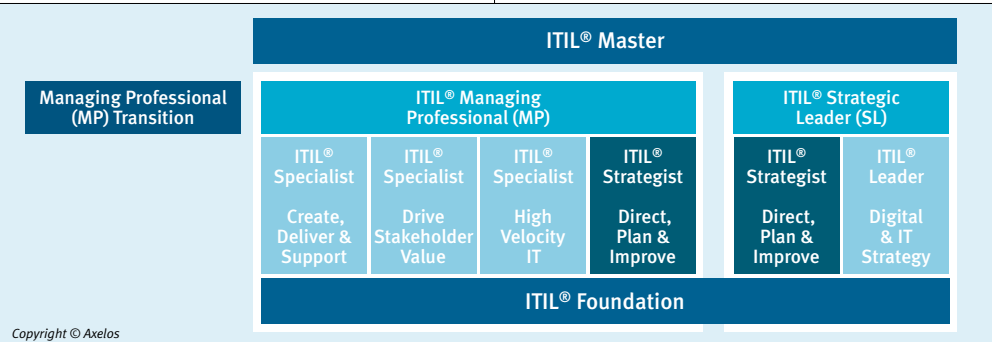 ITIL® Master
Managing Professional
(MP) Transition
ITIL® Managing
Professional (MP)
ITIL® Strategic
Leader (SL)
ITIL®
Specialist
Create,
Deliver &
Support
ITIL®
Specialist
Drive
Stakeholder
Value
ITIL®
Specialist
High
Velocity
IT
ITIL®
Strategist
Direct,
Plan &
Improve
ITIL®
Strategist
Direct,
Plan &
Improve
ITIL®
Leader
Digital
& IT
Strategy
ITIL® Foundation
Copyright © Axelos